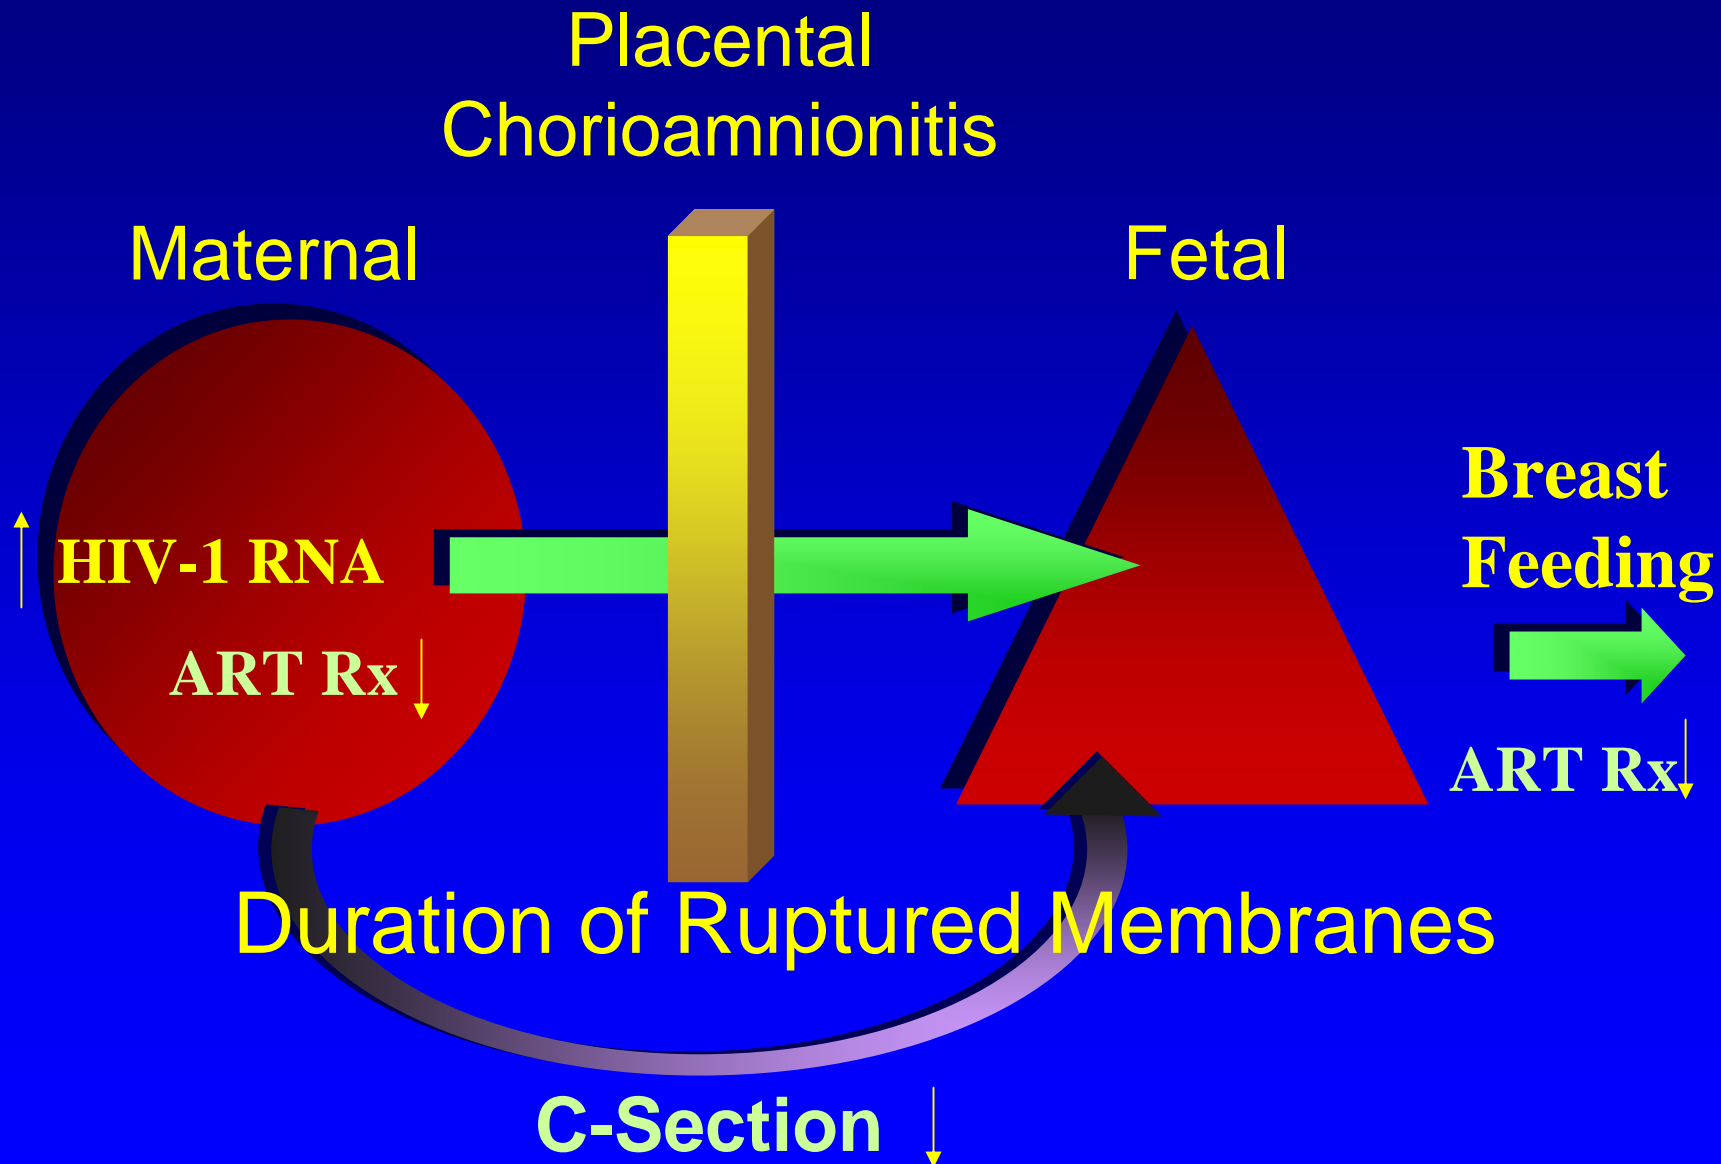 Placental
Chorioamnionitis
Maternal
Fetal
Breast
Feeding
HIV-1 RNA
ART Rx
ART Rx
Duration of Ruptured Membranes
C-Section